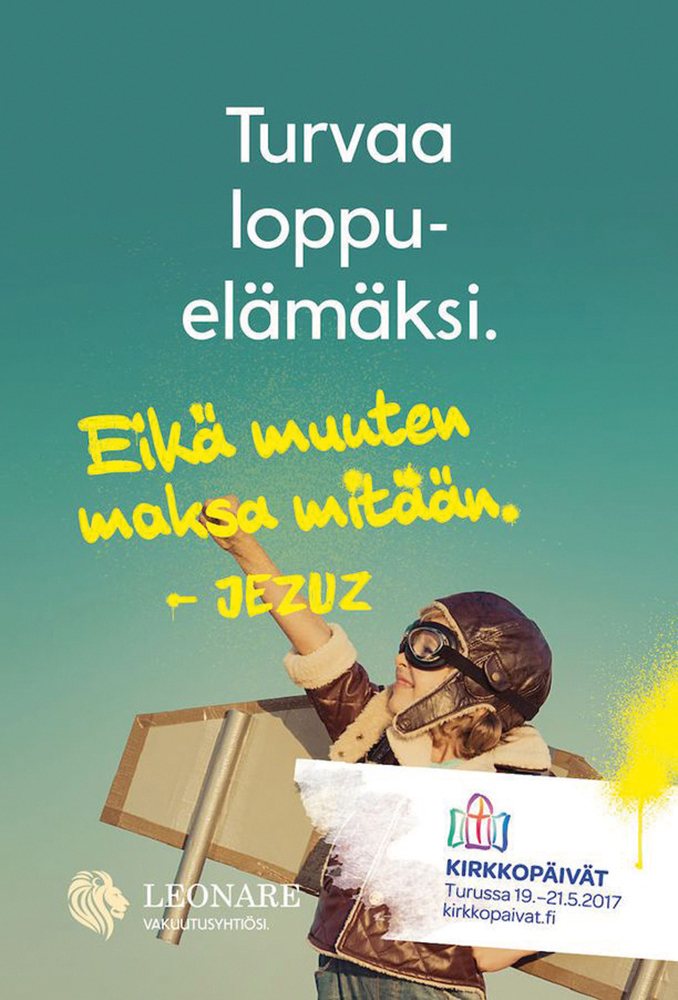 Turvaa
loppu-
elämäksi.
Eikä muuten
maksa mitään.
- JEZUZ
LEONARE
VAKUUTUSYHTIÖSI.
KIRKKOPÄIVÄT
Turussa 19.–21.5.2017
kirkkopaivat.fi